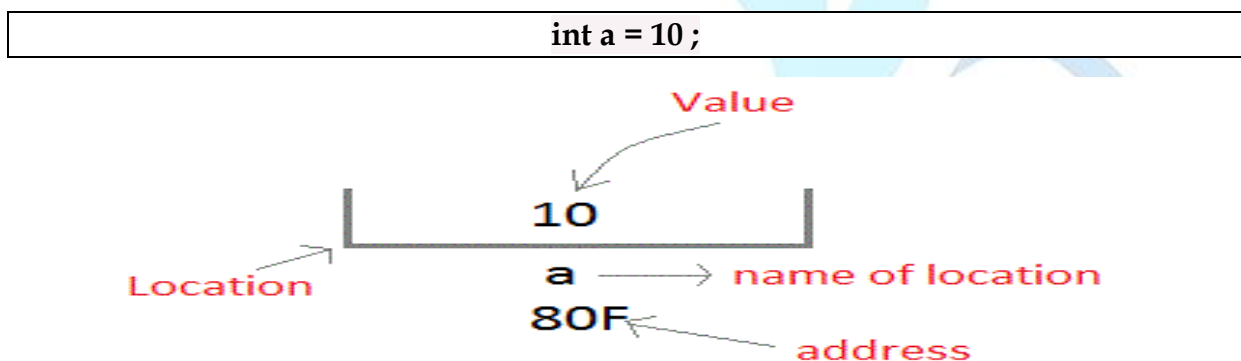 int a = 10 ;
Value
10
a name of location
Location
80F
address